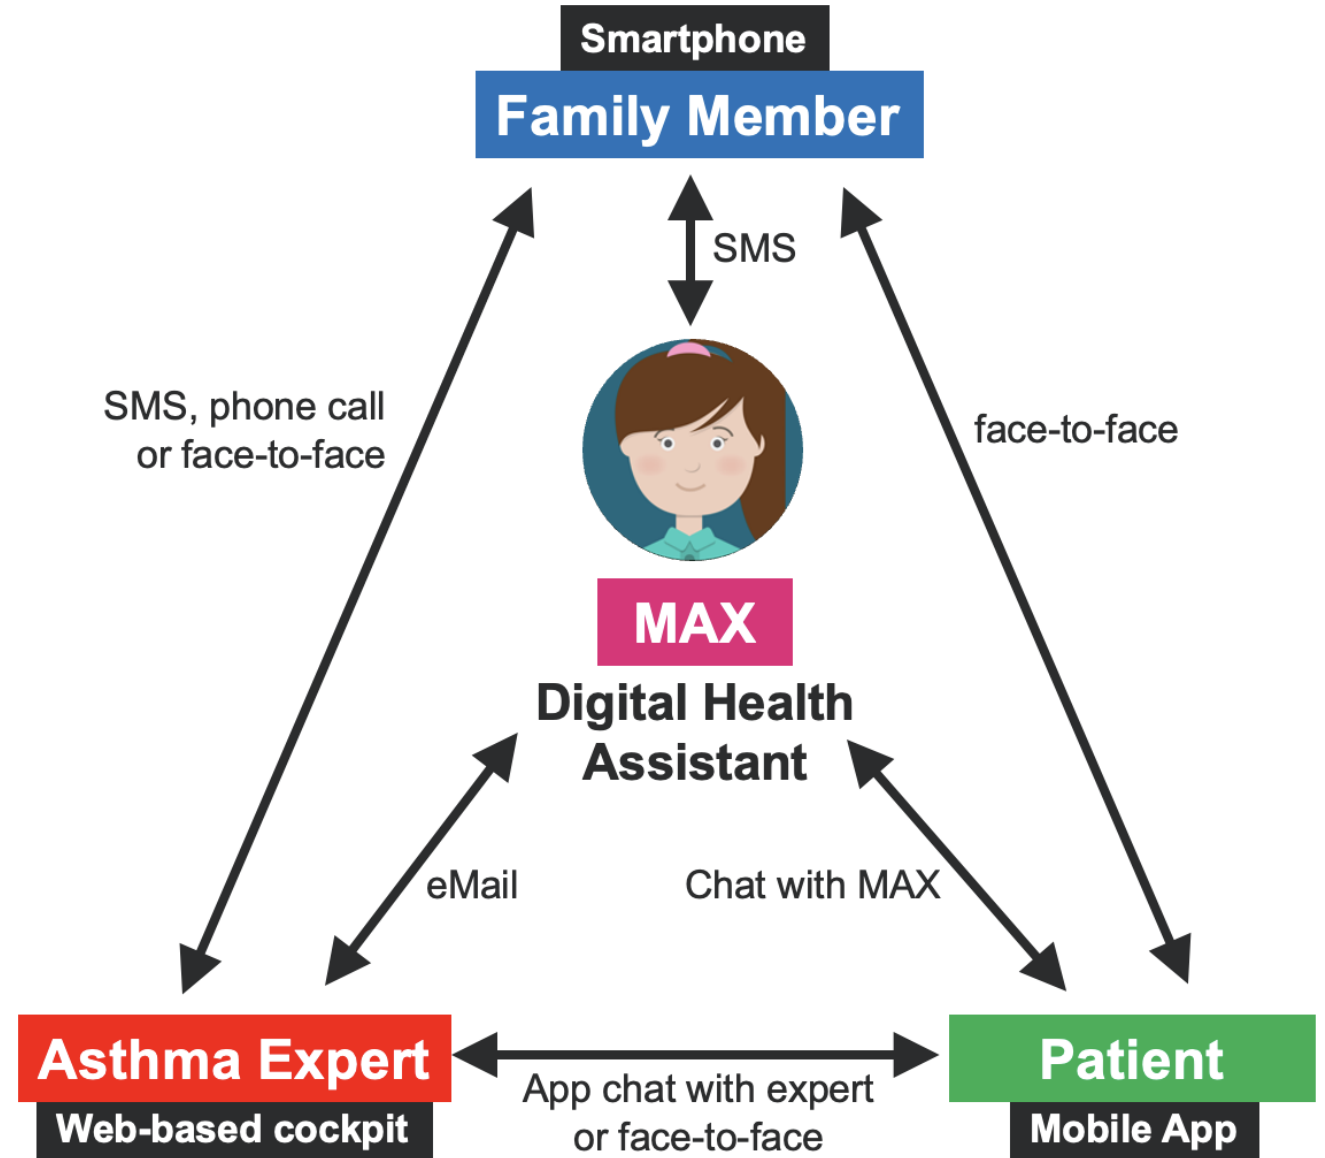 Smartphone
Family Member
SMS
SMS, phone call
or face-to-face
face-to-face
MAX
Digital Health
Assistant
eMail
Chat with MAX
Asthma Expert
Web-based cockpit
App chat with expert
or face-to-face
Patient
Mobile App